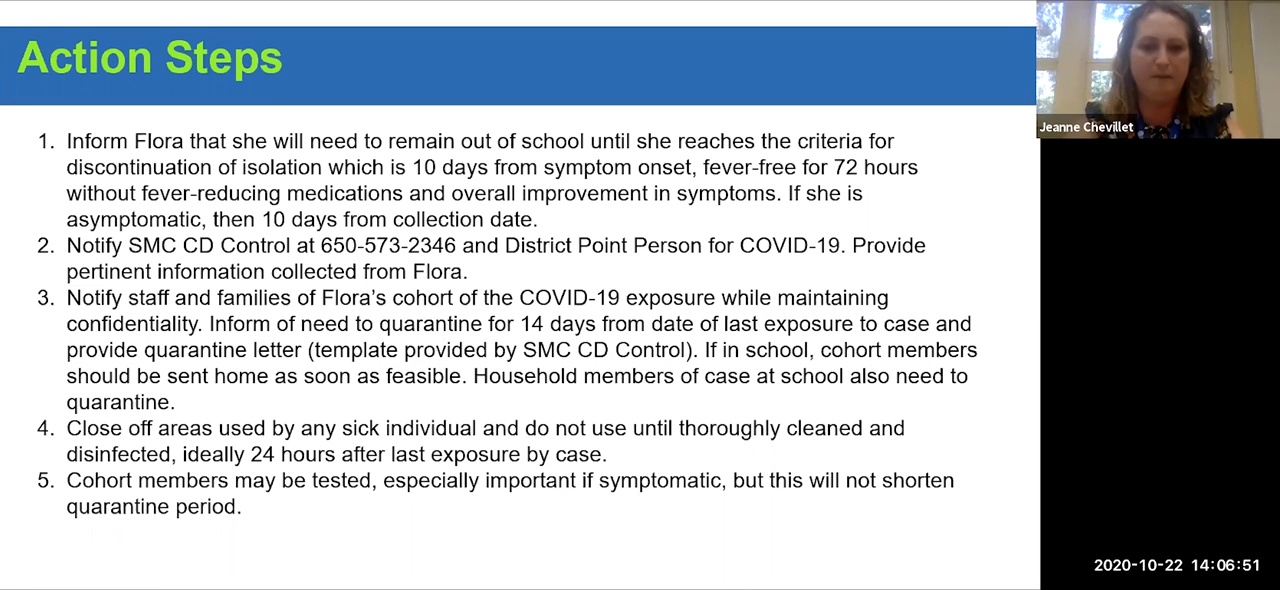 Action Steps
1. Inform Flora that she will need to remain out of school until she reaches the criteria for
discontinuation of isolation which is 10 days from symptom onset, fever-free for 72 hours
without fever-reducing medications and overall improvement in symptoms. If she is
asymptomatic, then 10 days from collection date.
2. Notify SMC CD Control at 650-573-2346 and District Point Person for COVID-19. Provide
pertinent information collected from Flora.
3. Notify staff and families of Flora’s cohort of the COVID-19 exposure while maintaining
confidentiality. Inform of need to quarantine for 14 days from date of last exposure to case and
provide quarantine letter (template provided by SMC CD Control). If in school, cohort members
should be sent home as soon as feasible. Household members of case at school also need to
quarantine.
4. Close off areas used by any sick individual and do not use until thoroughly cleaned and
disinfected, ideally 24 hours after last exposure by case.
5. Cohort members may be tested, especially important if symptomatic, but this will not shorten
quarantine period.
Jeanne Chevillet
2020-10-22 14:06:51